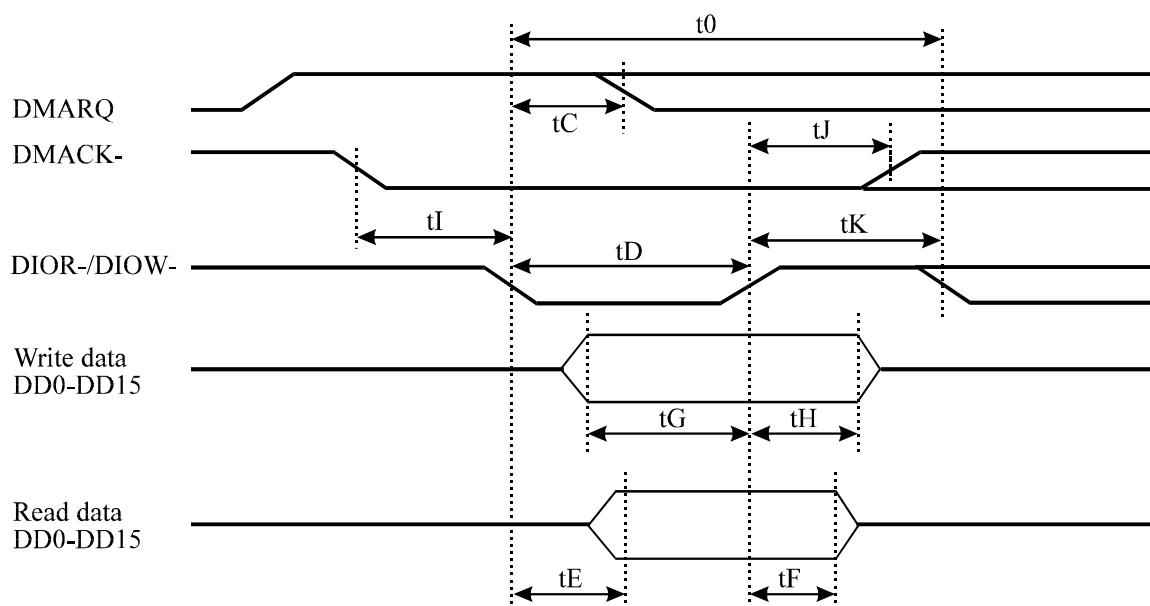 t0
DMARQ
tC
tJ
DMACK-
tI
tK
tD
DIOR-/DIOW-
Write data
DD0-DD15
tG
tH
Read data
DD0-DD15
tE
tF